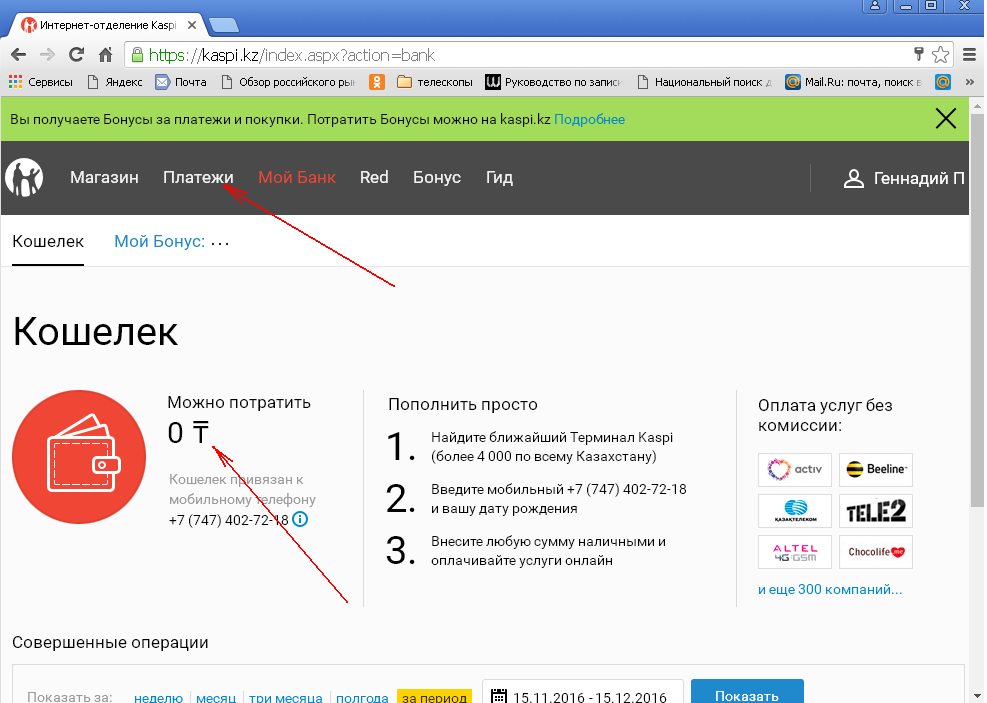 Интернет-отделение Kaspi
https://kaspi.kz/index.aspx?action=bank
Сервисы Яндекс Почта Обзор российского рын телескопы Руководство по запис Национальный поиск д Mail.Ru: почта, поиск в »
Вы получаете Бонусы за платежи и покупки. Потратить Бонусы можно на kaspi.kz Подробнее
Магазин Платежи Мой Банк Red Бонус Гид Геннадий П
Кошелек Мой Бонус: ...
Кошелек
Можно потратить
0 ₸
Кошелек привязан к
мобильному телефону
+7 (747) 402-72-18
Пополнить просто
1. Найдите ближайший Терминал Kaspi
(более 4 000 по всему Казахстану)
2. Введите мобильный +7 (747) 402-72-18
и вашу дату рождения
3. Внесите любую сумму наличными и
оплачивайте услуги онлайн
Оплата услуг без
комиссии:
activ Beeline
КАЗАКТЕЛЕКОМ TELE2
ALTEL
4G·GSM
Chocolife me
и еще 300 компаний...
Совершенные операции
Показать за: неделю месяц три месяца полгода за период 15.11.2016 - 15.12.2016 Показать